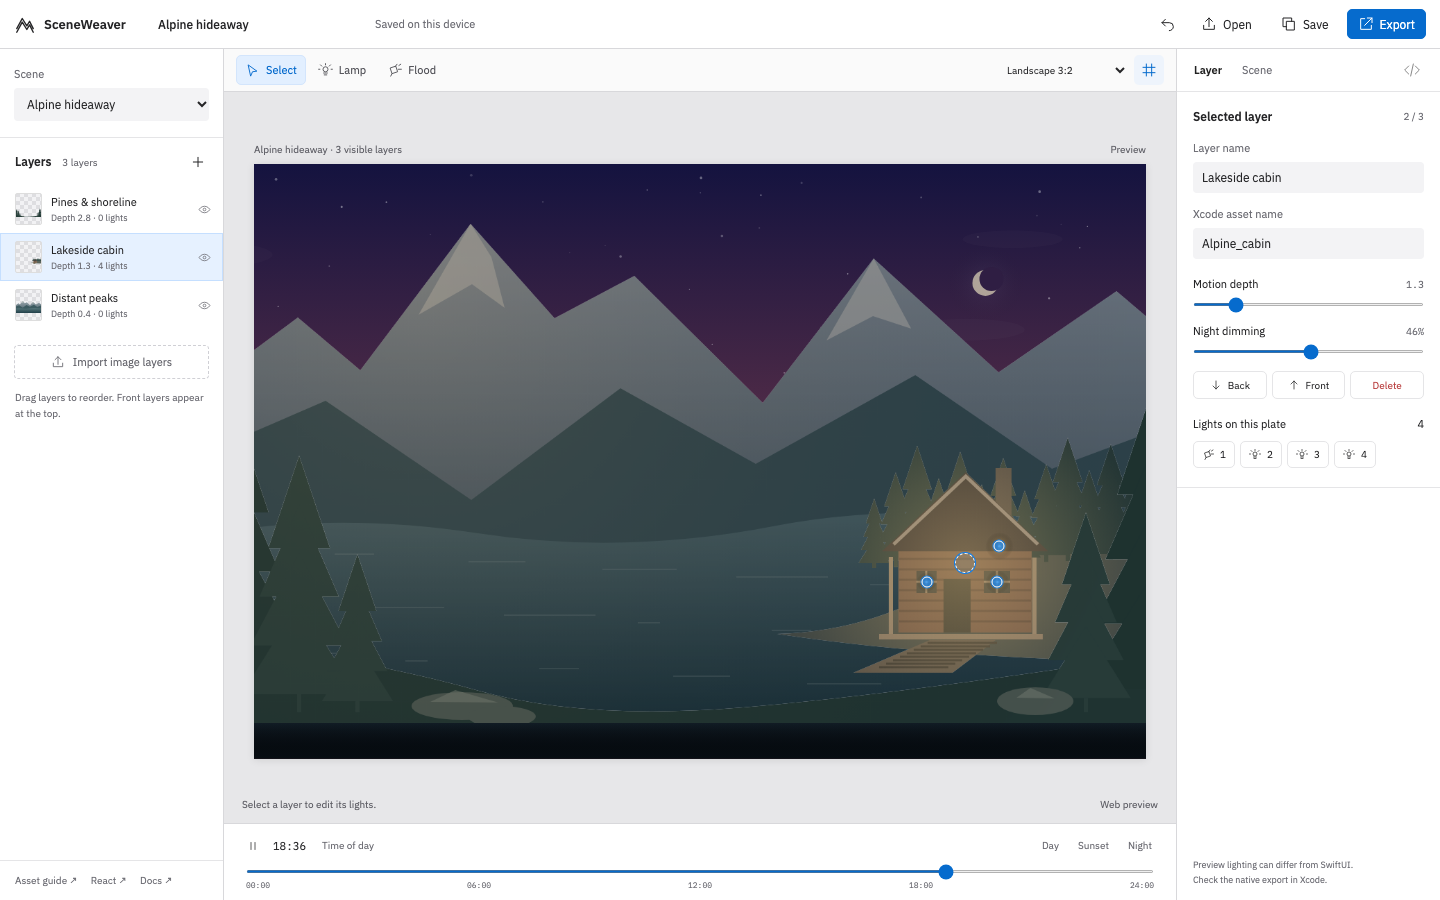 SceneWeaver
Alpine hideaway
Saved on this device
Open
Save
Export
Scene
Alpine hideaway
Layers
3 layers
Pines & shoreline
Depth 2.8 · 0 lights
Lakeside cabin
Depth 1.3 · 4 lights
Distant peaks
Depth 0.4 · 0 lights
Import image layers
Drag layers to reorder. Front layers appear
at the top.
Asset guide ↗
React ↗
Docs ↗
Select
Lamp
Flood
Landscape 3:2
Alpine hideaway · 3 visible layers
Preview
Select a layer to edit its lights.
Web preview
18:36
Time of day
Day
Sunset
Night
00:00
06:00
12:00
18:00
24:00
Layer
Scene
Selected layer
2 / 3
Layer name
Lakeside cabin
Xcode asset name
Alpine_cabin
Motion depth
1.3
Night dimming
46%
Back
Front
Delete
Lights on this plate
4
1
2
3
4
Preview lighting can differ from SwiftUI.
Check the native export in Xcode.